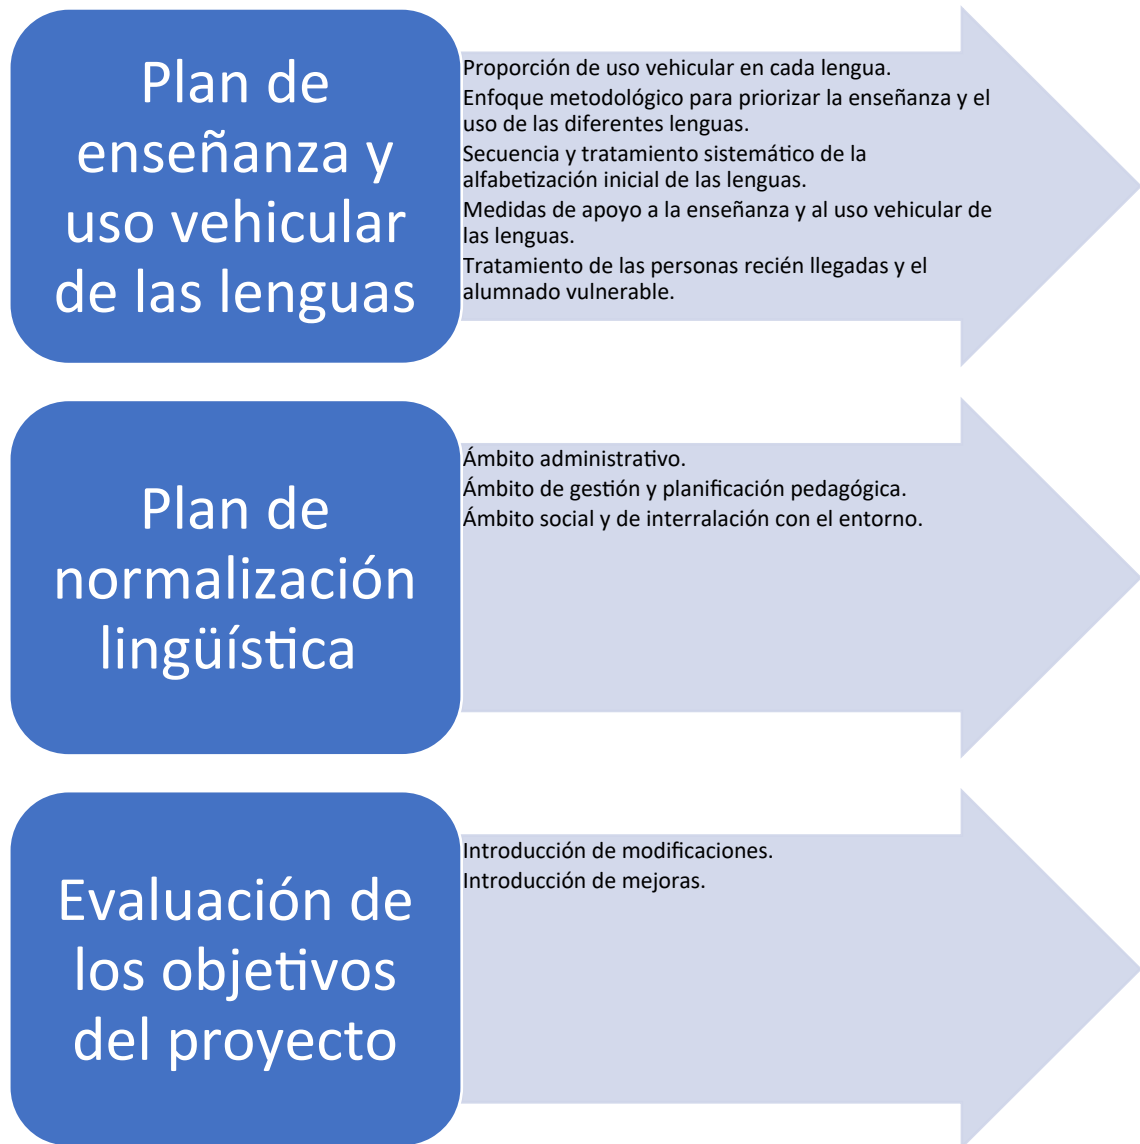 Plan de
enseñanza y
uso vehicular
de las lenguas
Proporción de uso vehicular en cada lengua.
Enfoque metodológico para priorizar la enseñanza y el
uso de las diferentes lenguas.
Secuencia y tratamiento sistemático de la
alfabetización inicial de las lenguas.
Medidas de apoyo a la enseñanza y al uso vehicular de
las lenguas.
Tratamiento de las personas recién llegadas y el
alumnado vulnerable.
Plan de
normalización
lingüística
Ámbito administrativo.
Ámbito de gestión y planificación pedagógica.
Ámbito social y de interralación con el entorno.
Evaluación de
los objetivos
del proyecto
Introducción de modificaciones.
Introducción de mejoras.